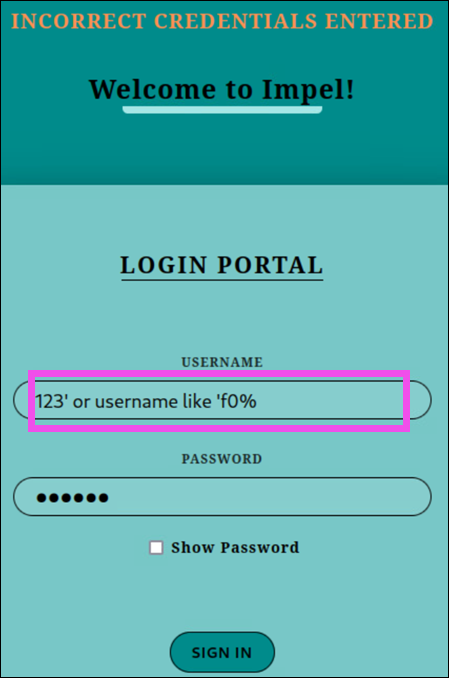 INCORRECT CREDENTIALS ENTERED
Welcome to Impel!
LOGIN PORTAL
USERNAME
123' or username like 'f0%
PASSWORD
●●●●●●
Show Password
SIGN IN